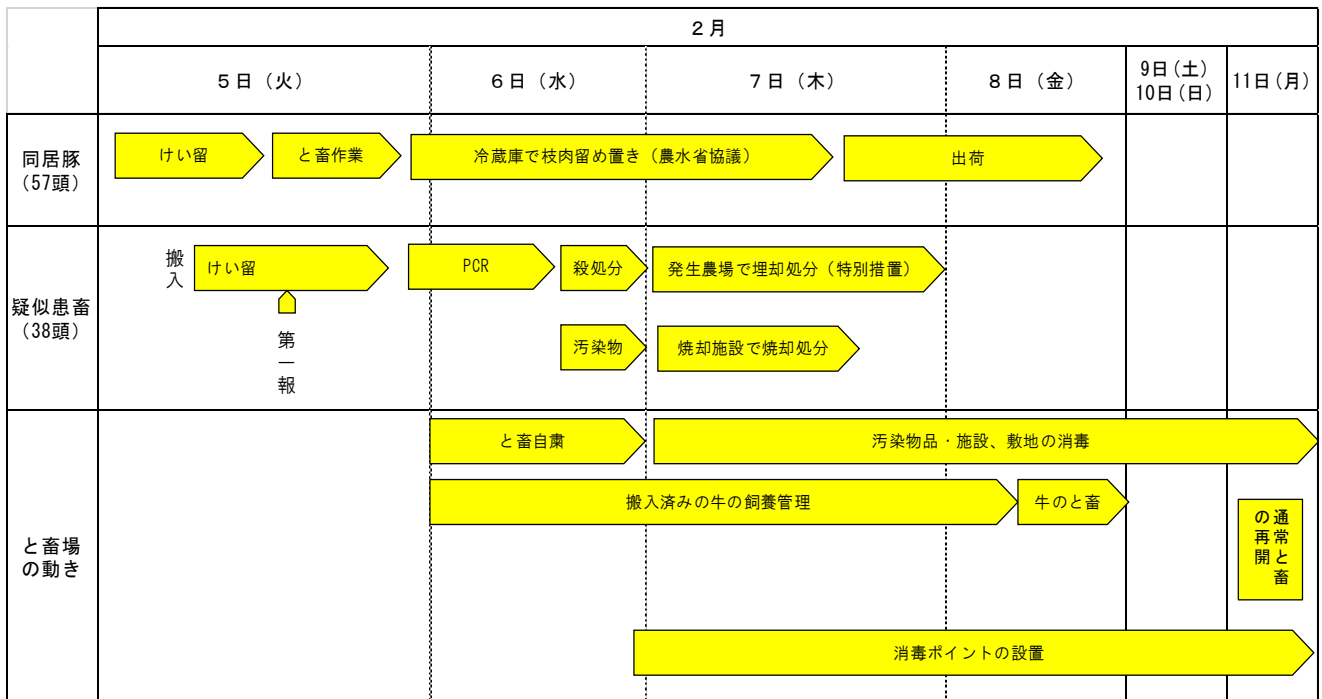 2月
5日（火）
6日（水）
7日（木）
8日（金）
9日（土）
10日（日）
11日（月）
同居豚
（57頭）
けい留
と畜作業
冷蔵庫で枝肉留め置き（農水省協議）
出荷
疑似患畜
（38頭）
搬入
けい留
第一報
PCR
殺処分
発生農場で埋却処分（特別措置）
汚染物
焼却施設で焼却処分
と畜場
の動き
と畜自粛
汚染物品・施設、敷地の消毒
搬入済みの牛の飼養管理
牛のと畜
通常と畜
の再開
消毒ポイントの設置